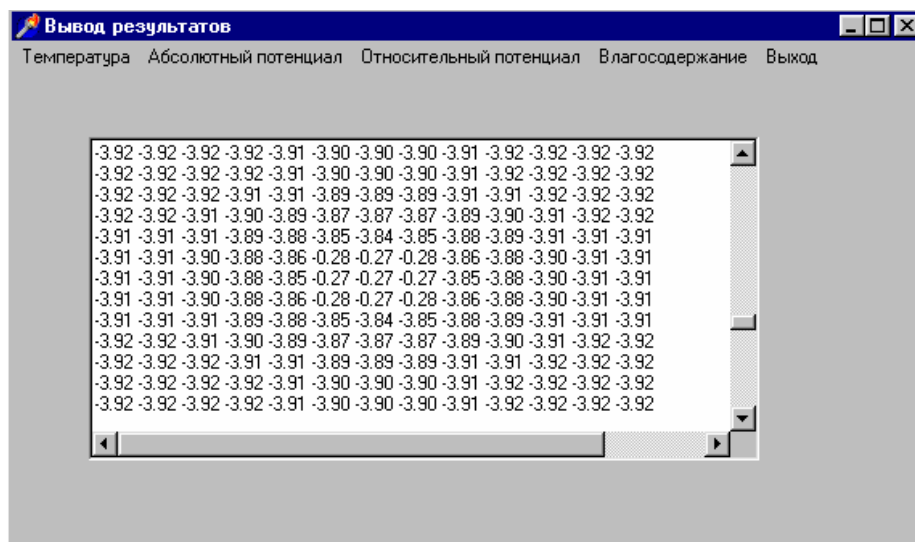 Вывод результатов
Температура Абсолютный потенциал Относительный потенциал Влагосодержание Выход
-3.92 -3.92 -3.92 -3.92 -3.91 -3.90 -3.90 -3.90 -3.91 -3.92 -3.92 -3.92 -3.92
-3.92 -3.92 -3.92 -3.92 -3.91 -3.90 -3.90 -3.90 -3.91 -3.92 -3.92 -3.92 -3.92
-3.92 -3.92 -3.92 -3.91 -3.91 -3.89 -3.89 -3.89 -3.91 -3.91 -3.92 -3.92 -3.92
-3.92 -3.92 -3.91 -3.90 -3.89 -3.87 -3.87 -3.87 -3.89 -3.90 -3.91 -3.92 -3.92
-3.91 -3.91 -3.91 -3.89 -3.88 -3.85 -3.84 -3.85 -3.88 -3.89 -3.91 -3.91 -3.91
-3.91 -3.91 -3.90 -3.88 -3.86 -0.28 -0.27 -0.28 -3.86 -3.88 -3.90 -3.91 -3.91
-3.91 -3.91 -3.90 -3.88 -3.85 -0.27 -0.27 -0.27 -3.85 -3.88 -3.90 -3.91 -3.91
-3.91 -3.91 -3.90 -3.88 -3.86 -0.28 -0.27 -0.28 -3.86 -3.88 -3.90 -3.91 -3.91
-3.91 -3.91 -3.91 -3.89 -3.88 -3.85 -3.84 -3.85 -3.88 -3.89 -3.91 -3.91 -3.91
-3.92 -3.92 -3.91 -3.90 -3.89 -3.87 -3.87 -3.87 -3.89 -3.90 -3.91 -3.92 -3.92
-3.92 -3.92 -3.92 -3.91 -3.91 -3.89 -3.89 -3.89 -3.91 -3.91 -3.92 -3.92 -3.92
-3.92 -3.92 -3.92 -3.92 -3.91 -3.90 -3.90 -3.90 -3.91 -3.92 -3.92 -3.92 -3.92
-3.92 -3.92 -3.92 -3.92 -3.91 -3.90 -3.90 -3.90 -3.91 -3.92 -3.92 -3.92 -3.92